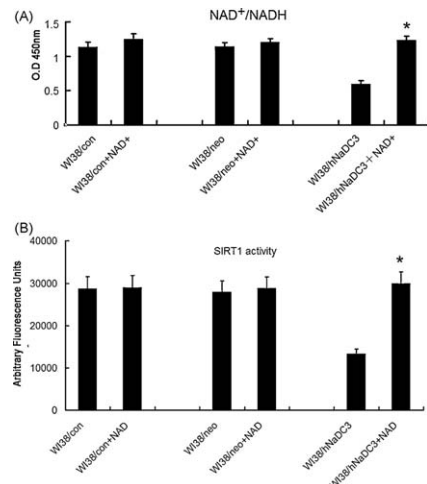 (A)
NAD+/NADH
O.D 450nm
1.5
1
0.5
0
*
WI38/con
WI38/con+NAD+
WI38/neo
WI38/neo+NAD+
WI38/hNaDC3
WI38/hNaDC3+NAD+
(B)
SIRT1 activity
Arbitrary Fluorescence Units
40000
30000
20000
10000
0
*
WI38/con
WI38/con+NAD
WI38/neo
WI38/neo+NAD
WI38/hNaDC3
WI38/hNaDC3+NAD